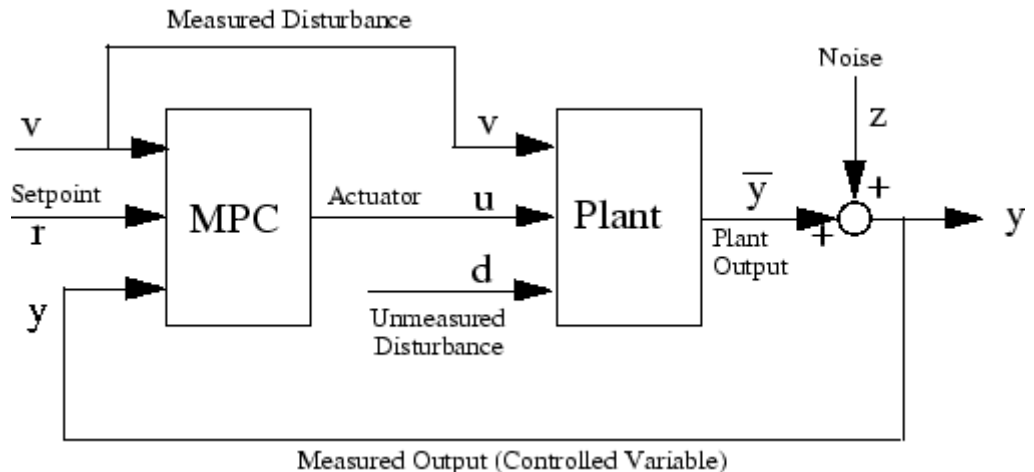 Measured Disturbance
Noise
v
v
z
+
Setpoint
MPC
Actuator
u
Plant
y̅
y
r
+
Plant
Output
d
y
Unmeasured
Disturbance
Measured Output (Controlled Variable)